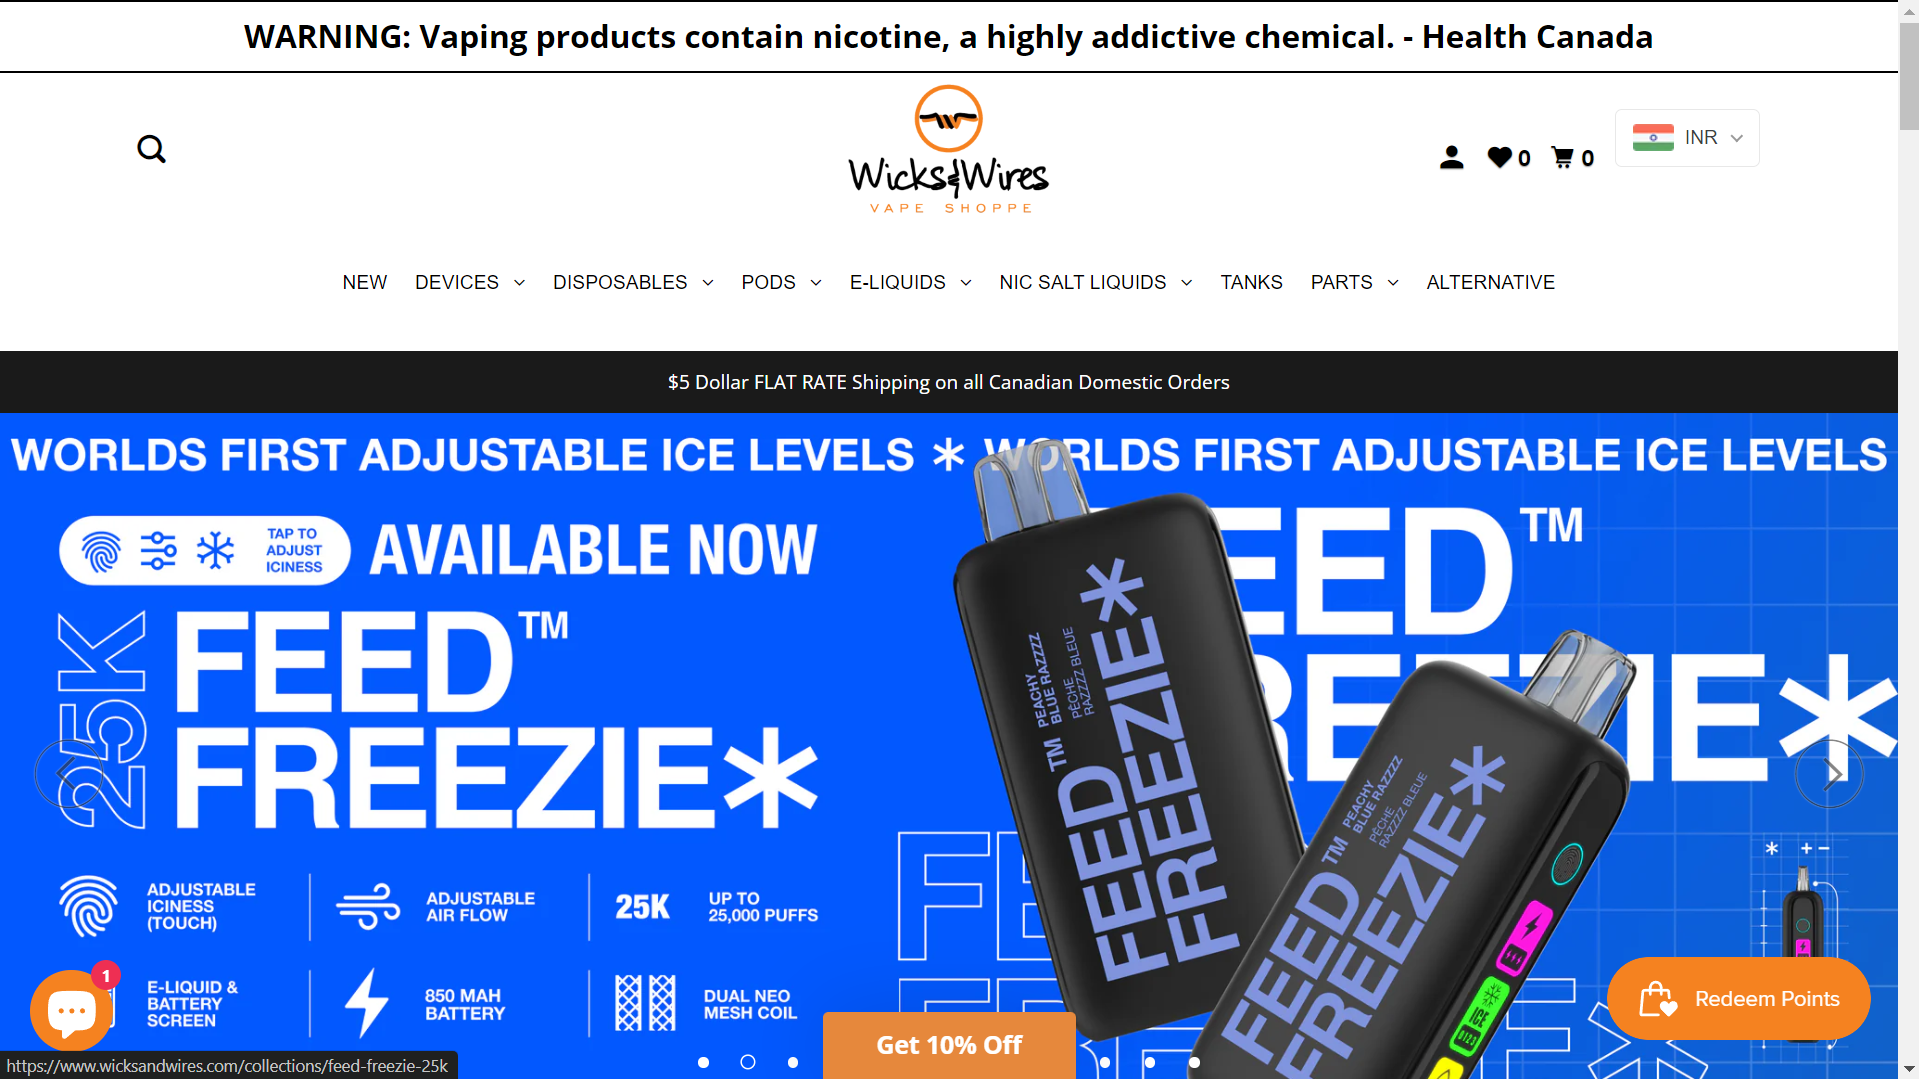 WARNING: Vaping products contain nicotine, a highly addictive chemical. - Health Canada
Wicks&Wires
VAPE SHOPPE
0
0
INR
NEW
DEVICES
DISPOSABLES
PODS
E-LIQUIDS
NIC SALT LIQUIDS
TANKS
PARTS
ALTERNATIVE
$5 Dollar FLAT RATE Shipping on all Canadian Domestic Orders
WORLDS FIRST ADJUSTABLE ICE LEVELS * WORLDS FIRST ADJUSTABLE ICE LEVELS
TAP TO
ADJUST
ICINESS
AVAILABLE NOW
25K
FEED™
FREEZIE*
ADJUSTABLE
ICINESS
(TOUCH)
ADJUSTABLE
AIR FLOW
25K
UP TO
25,000 PUFFS
E-LIQUID &
BATTERY
SCREEN
850 MAH
BATTERY
DUAL NEO
MESH COIL
FEED™
FREEZIE*
PEACHY
BLUE RAZZZZ
PÊCHE
RAZZZZ BLEUE
FEED™
FREEZIE*
PEACHY
BLUE RAZZZZ
PÊCHE
RAZZZZ BLEUE
ICE
* + −
1
Get 10% Off
Redeem Points
https://www.wicksandwires.com/collections/feed-freezie-25k